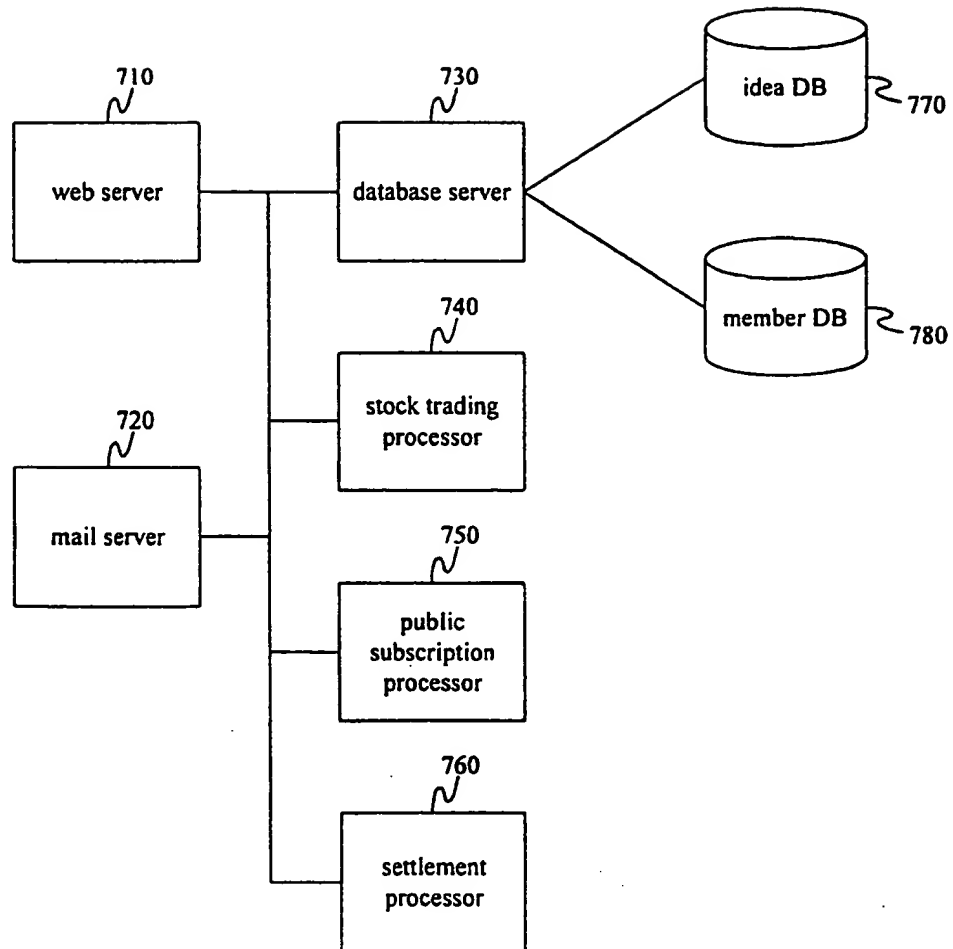 710
web server
730
database server
idea DB
770
member DB
780
740
stock trading
processor
720
mail server
750
public
subscription
processor
760
settlement
processor